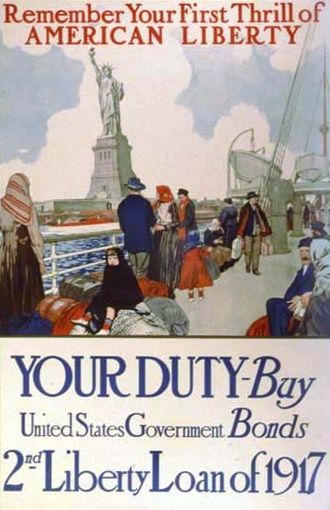 Remember Your First Thrill of
AMERICAN LIBERTY
YOUR DUTY-Buy
United States Government Bonds
2nd Liberty Loan of 1917